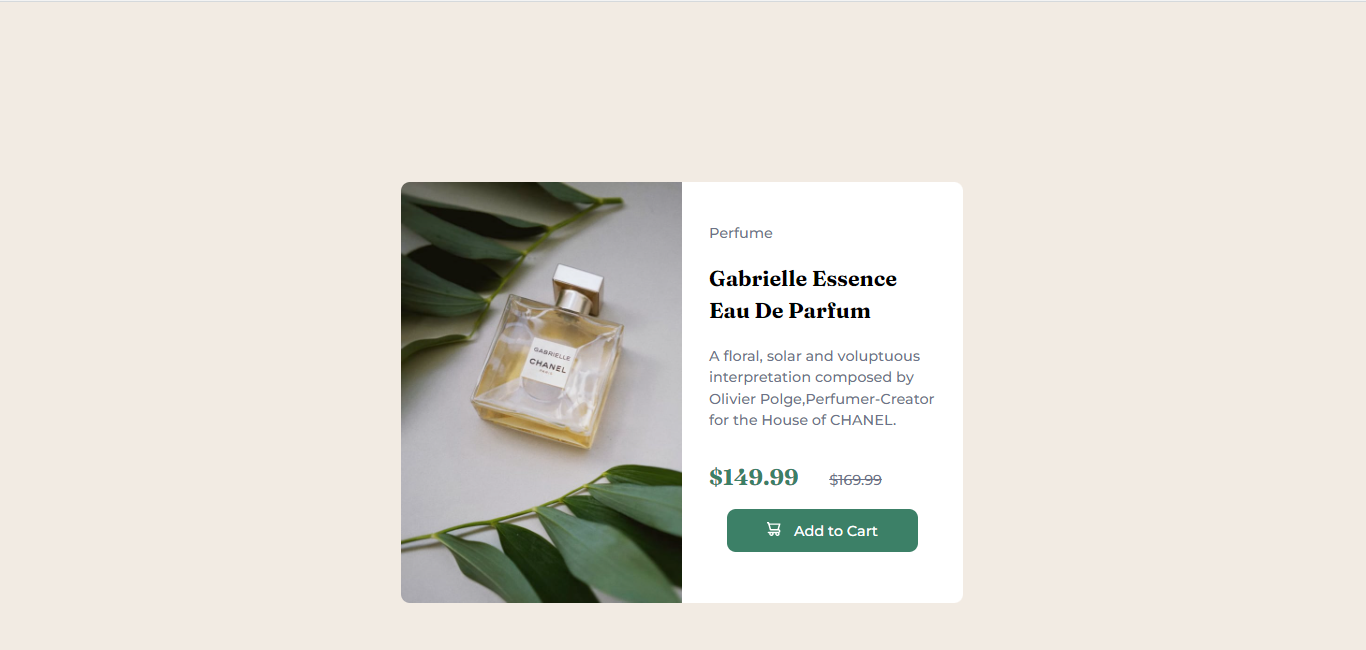 Perfume
Gabrielle Essence
Eau De Parfum
A floral, solar and voluptuous
interpretation composed by
Olivier Polge,Perfumer-Creator
for the House of CHANEL.
$149.99 $169.99
Add to Cart
GABRIELLE
CHANEL
PARIS